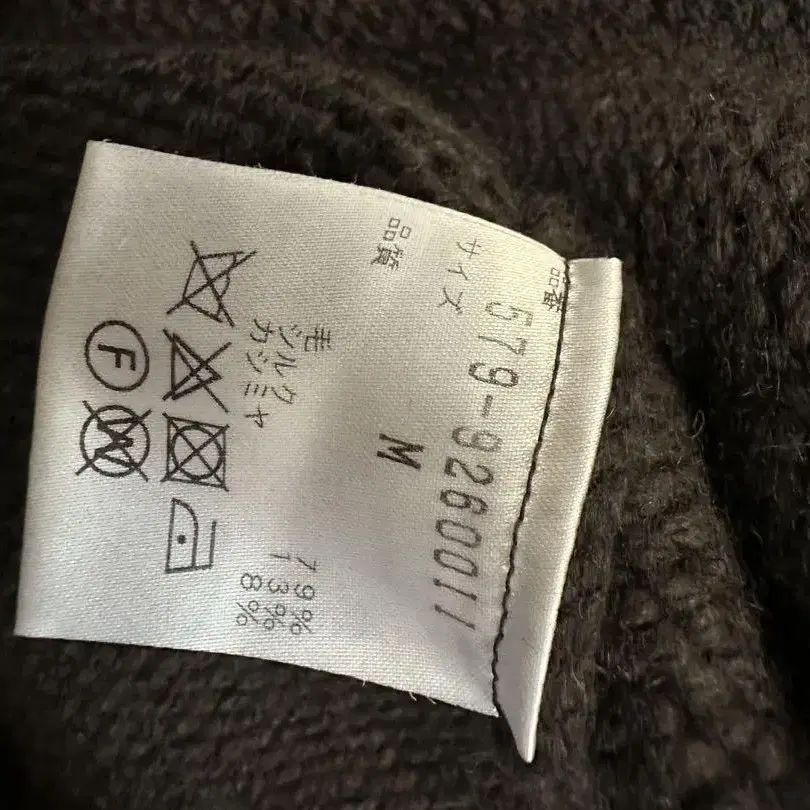 品番 579-9260011
サイズ M
品質
毛 79%
シルク 13%
カシミヤ 8%
F
W